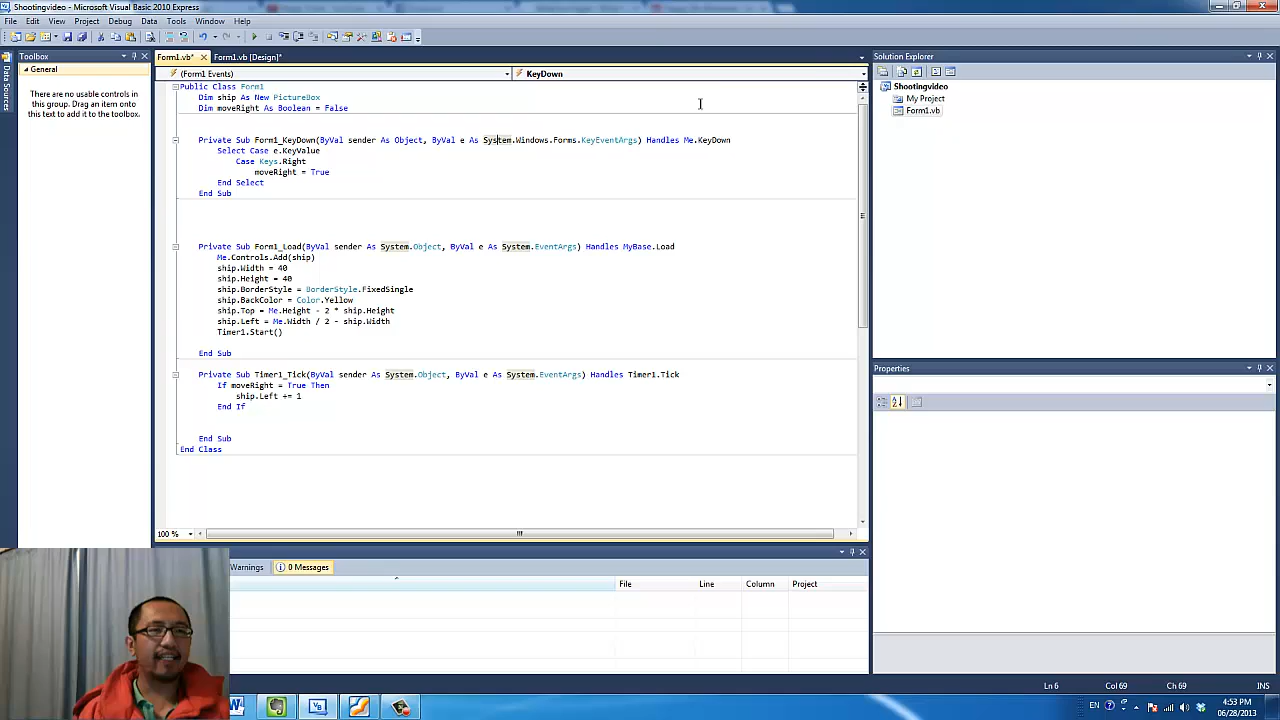 Shootingvideo - Microsoft Visual Basic 2010 Express
File Edit View Project Debug Data Tools Window Help
Toolbox
General
There are no usable controls in
this group. Drag an item onto
this text to add it to the toolbox.
Data Sources
Form1.vb* Form1.vb [Design]*
(Form1 Events) KeyDown
Public Class Form1
Dim ship As New PictureBox
Dim moveRight As Boolean = False
Private Sub Form1_KeyDown(ByVal sender As Object, ByVal e As System.Windows.Forms.KeyEventArgs) Handles Me.KeyDown
Select Case e.KeyValue
Case Keys.Right
moveRight = True
End Select
End Sub
Private Sub Form1_Load(ByVal sender As System.Object, ByVal e As System.EventArgs) Handles MyBase.Load
Me.Controls.Add(ship)
ship.Width = 40
ship.Height = 40
ship.BorderStyle = BorderStyle.FixedSingle
ship.BackColor = Color.Yellow
ship.Top = Me.Height - 2 * ship.Height
ship.Left = Me.Width / 2 - ship.Width
Timer1.Start()
End Sub
Private Sub Timer1_Tick(ByVal sender As System.Object, ByVal e As System.EventArgs) Handles Timer1.Tick
If moveRight = True Then
ship.Left += 1
End If
End Sub
End Class
100 %
Warnings 0 Messages
File Line Column Project
Solution Explorer
Shootingvideo
My Project
Form1.vb
Properties
Ln 6 Col 69 Ch 69 INS
EN 4:53 PM
06/28/2013